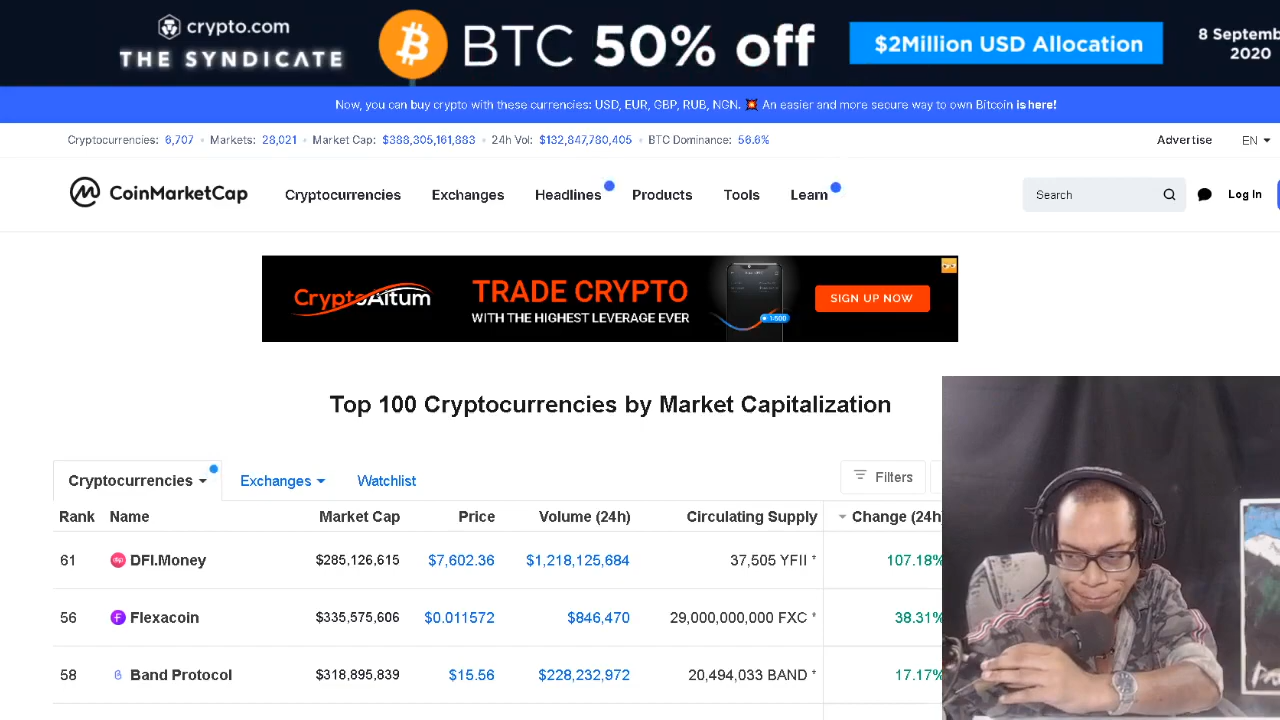 crypto.com
THE SYNDICATE
BTC 50% off
$2Million USD Allocation
8 Septemb
2020
Now, you can buy crypto with these currencies: USD, EUR, GBP, RUB, NGN. 💥 An easier and more secure way to own Bitcoin is here!
Cryptocurrencies: 6,707 • Markets: 28,021 • Market Cap: $388,305,161,883 • 24h Vol: $132,847,780,405 • BTC Dominance: 56.6%
Advertise EN
CoinMarketCap Cryptocurrencies Exchanges Headlines Products Tools Learn Search Log In
CryptoAltum
TRADE CRYPTO
WITH THE HIGHEST LEVERAGE EVER
1:500
SIGN UP NOW
Top 100 Cryptocurrencies by Market Capitalization
Cryptocurrencies Exchanges Watchlist Filters
Rank Name Market Cap Price Volume (24h) Circulating Supply Change (24h
61 DFI.Money $285,126,615 $7,602.36 $1,218,125,684 37,505 YFII * 107.18%
56 Flexacoin $335,575,606 $0.011572 $846,470 29,000,000,000 FXC * 38.31%
58 Band Protocol $318,895,839 $15.56 $228,232,972 20,494,033 BAND * 17.17%